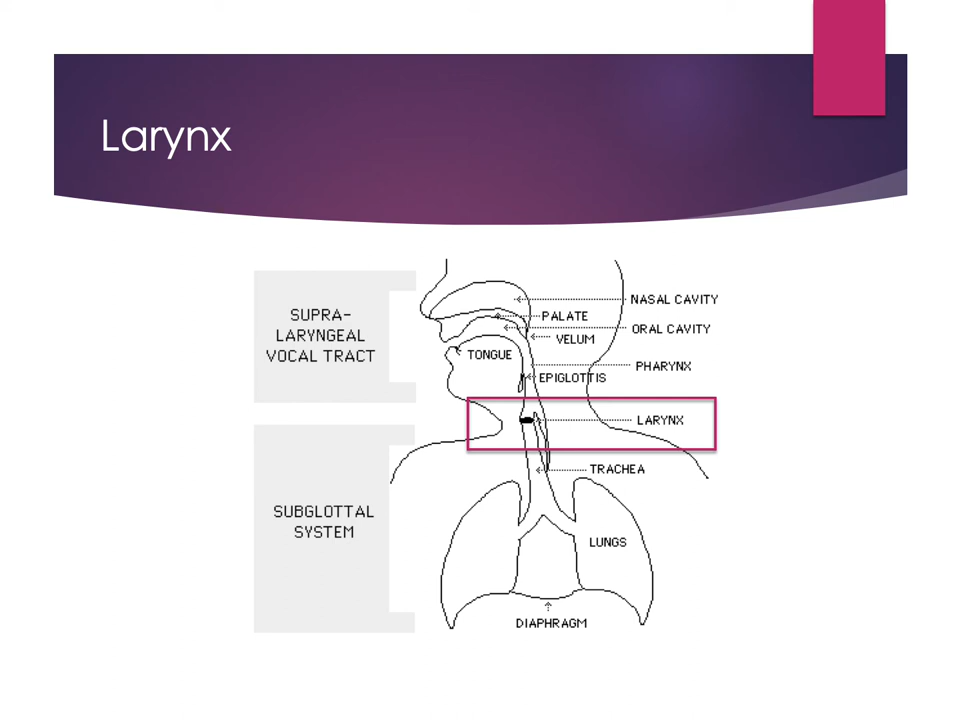 Larynx
SUPRA-
LARYNGEAL
VOCAL TRACT
NASAL CAVITY
PALATE
ORAL CAVITY
VELUM
TONGUE
PHARYNX
EPIGLOTTIS
LARYNX
TRACHEA
SUBGLOTTAL
SYSTEM
LUNGS
DIAPHRAGM